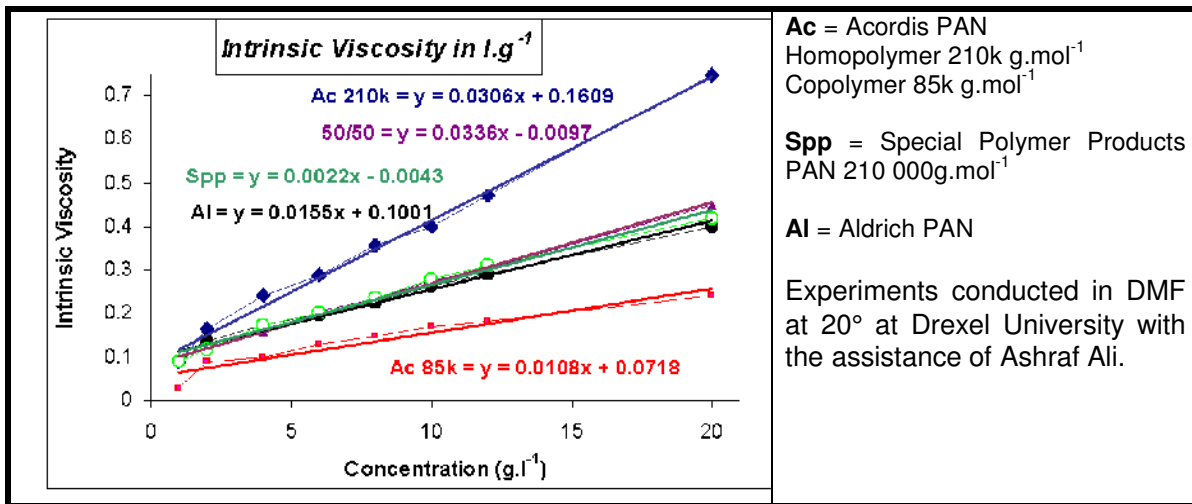 Intrinsic Viscosity in l.g⁻¹
Ac 210k = y = 0.0306x + 0.1609
50/50 = y = 0.0336x - 0.0097
Spp = y = 0.0022x - 0.0043
Al = y = 0.0155x + 0.1001
Ac 85k = y = 0.0108x + 0.0718
Intrinsic Viscosity
0.7
0.6
0.5
0.4
0.3
0.2
0.1
0
0 5 10 15 20
Concentration (g.l⁻¹)
Ac = Acordis PAN
Homopolymer 210k g.mol⁻¹
Copolymer 85k g.mol⁻¹
Spp = Special Polymer Products
PAN 210 000g.mol⁻¹
Al = Aldrich PAN
Experiments conducted in DMF
at 20° at Drexel University with
the assistance of Ashraf Ali.